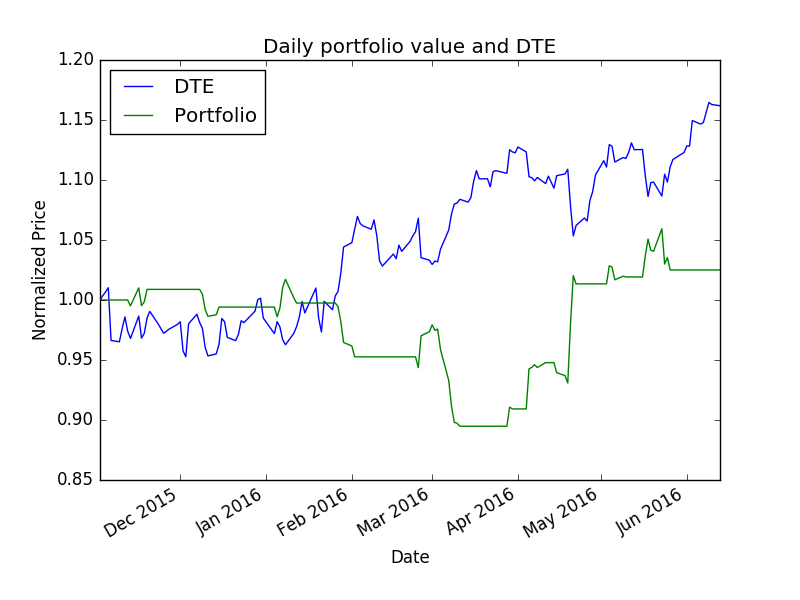 Daily portfolio value and DTE
1.20
1.15
1.10
1.05
1.00
0.95
0.90
0.85
Normalized Price
DTE
Portfolio
Dec 2015
Jan 2016
Feb 2016
Mar 2016
Apr 2016
May 2016
Jun 2016
Date